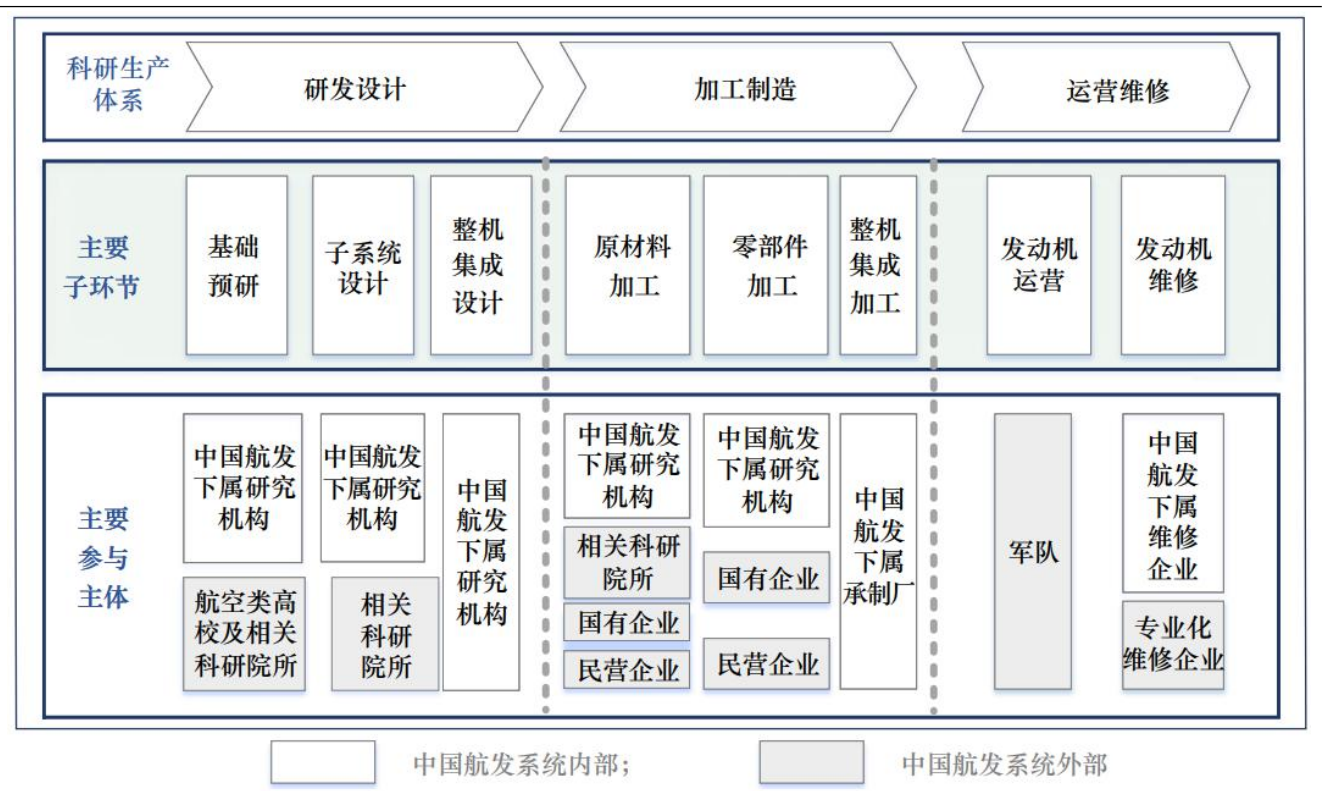 科研生产
体系
研发设计
加工制造
运营维修
主要
子环节
基础
预研
子系统
设计
整机
集成
设计
原材料
加工
零部件
加工
整机
集成
加工
发动机
运营
发动机
维修
主要
参与
主体
中国航发
下属研究
机构
航空类高
校及相关
科研院所
中国航发
下属研究
机构
相关
科研
院所
中国
航发
下属
研究
机构
中国航发
下属研究
机构
相关科研
院所
国有企业
民营企业
中国航发
下属研究
机构
国有企业
民营企业
中国
航发
下属
承制厂
军队
中国
航发
下属
维修
企业
专业化
维修企业
中国航发系统内部；
中国航发系统外部